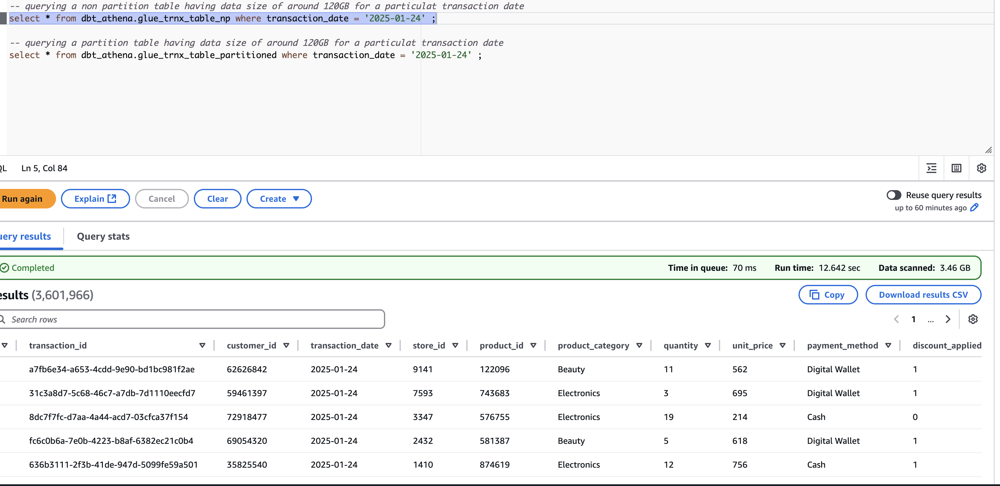 -- querying a non partition table having data size of around 120GB for a particulat transaction date
select * from dbt_athena.glue_trnx_table_np where transaction_date = '2025-01-24' ;
-- querying a partition table having data size of around 120GB for a particulat transaction date
select * from dbt_athena.glue_trnx_table_partitioned where transaction_date = '2025-01-24' ;
QL Ln 5, Col 84
Run again Explain Cancel Clear Create Reuse query results
up to 60 minutes ago
uery results Query stats
Completed Time in queue: 70 ms Run time: 12.642 sec Data scanned: 3.46 GB
esults (3,601,966) Copy Download results CSV
Search rows 1 ...
transaction_id customer_id transaction_date store_id product_id product_category quantity unit_price payment_method discount_applied
a7fb6e34-a653-4cdd-9e90-bd1bc981f2ae 62626842 2025-01-24 9141 122096 Beauty 11 562 Digital Wallet 1
31c3a8d7-5c68-46c7-a7db-7d1110eecfd7 59461397 2025-01-24 7593 743683 Electronics 3 695 Digital Wallet 1
8dc7f7fc-d7aa-4a44-acd7-03cfca37f154 72918477 2025-01-24 3347 576755 Electronics 19 214 Cash 0
fc6c0b6a-7e0b-4223-b8af-6382ec21c0b4 69054320 2025-01-24 2432 581387 Beauty 5 618 Digital Wallet 1
636b3111-2f3b-41de-947d-5099fe59a501 35825540 2025-01-24 1410 874619 Electronics 12 756 Cash 1